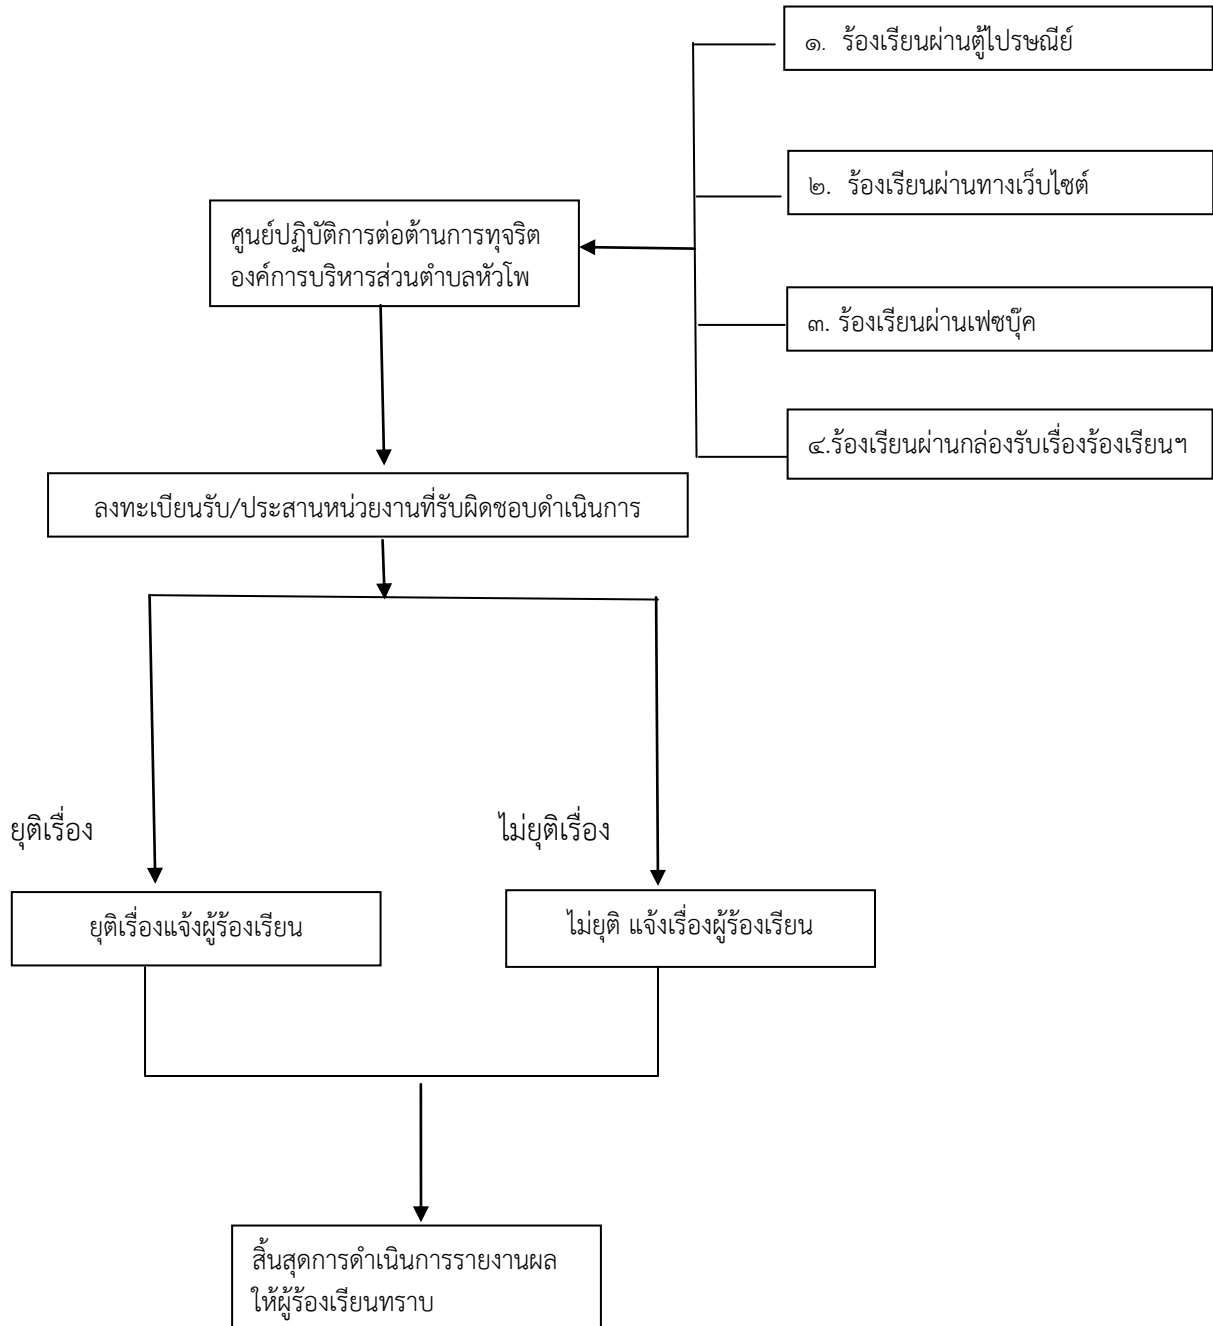 ๑. ร้องเรียนผ่านตู้ไปรษณีย์
๒. ร้องเรียนผ่านทางเว็บไซต์
ศูนย์ปฏิบัติการต่อต้านการทุจริต
องค์การบริหารส่วนตำบลหัวโพ
๓. ร้องเรียนผ่านเฟซบุ๊ค
๔.ร้องเรียนผ่านกล่องรับเรื่องร้องเรียนฯ
ลงทะเบียนรับ/ประสานหน่วยงานที่รับผิดชอบดำเนินการ
ยุติเรื่อง
ไม่ยุติเรื่อง
ยุติเรื่องแจ้งผู้ร้องเรียน
ไม่ยุติ แจ้งเรื่องผู้ร้องเรียน
สิ้นสุดการดำเนินการรายงานผล
ให้ผู้ร้องเรียนทราบ